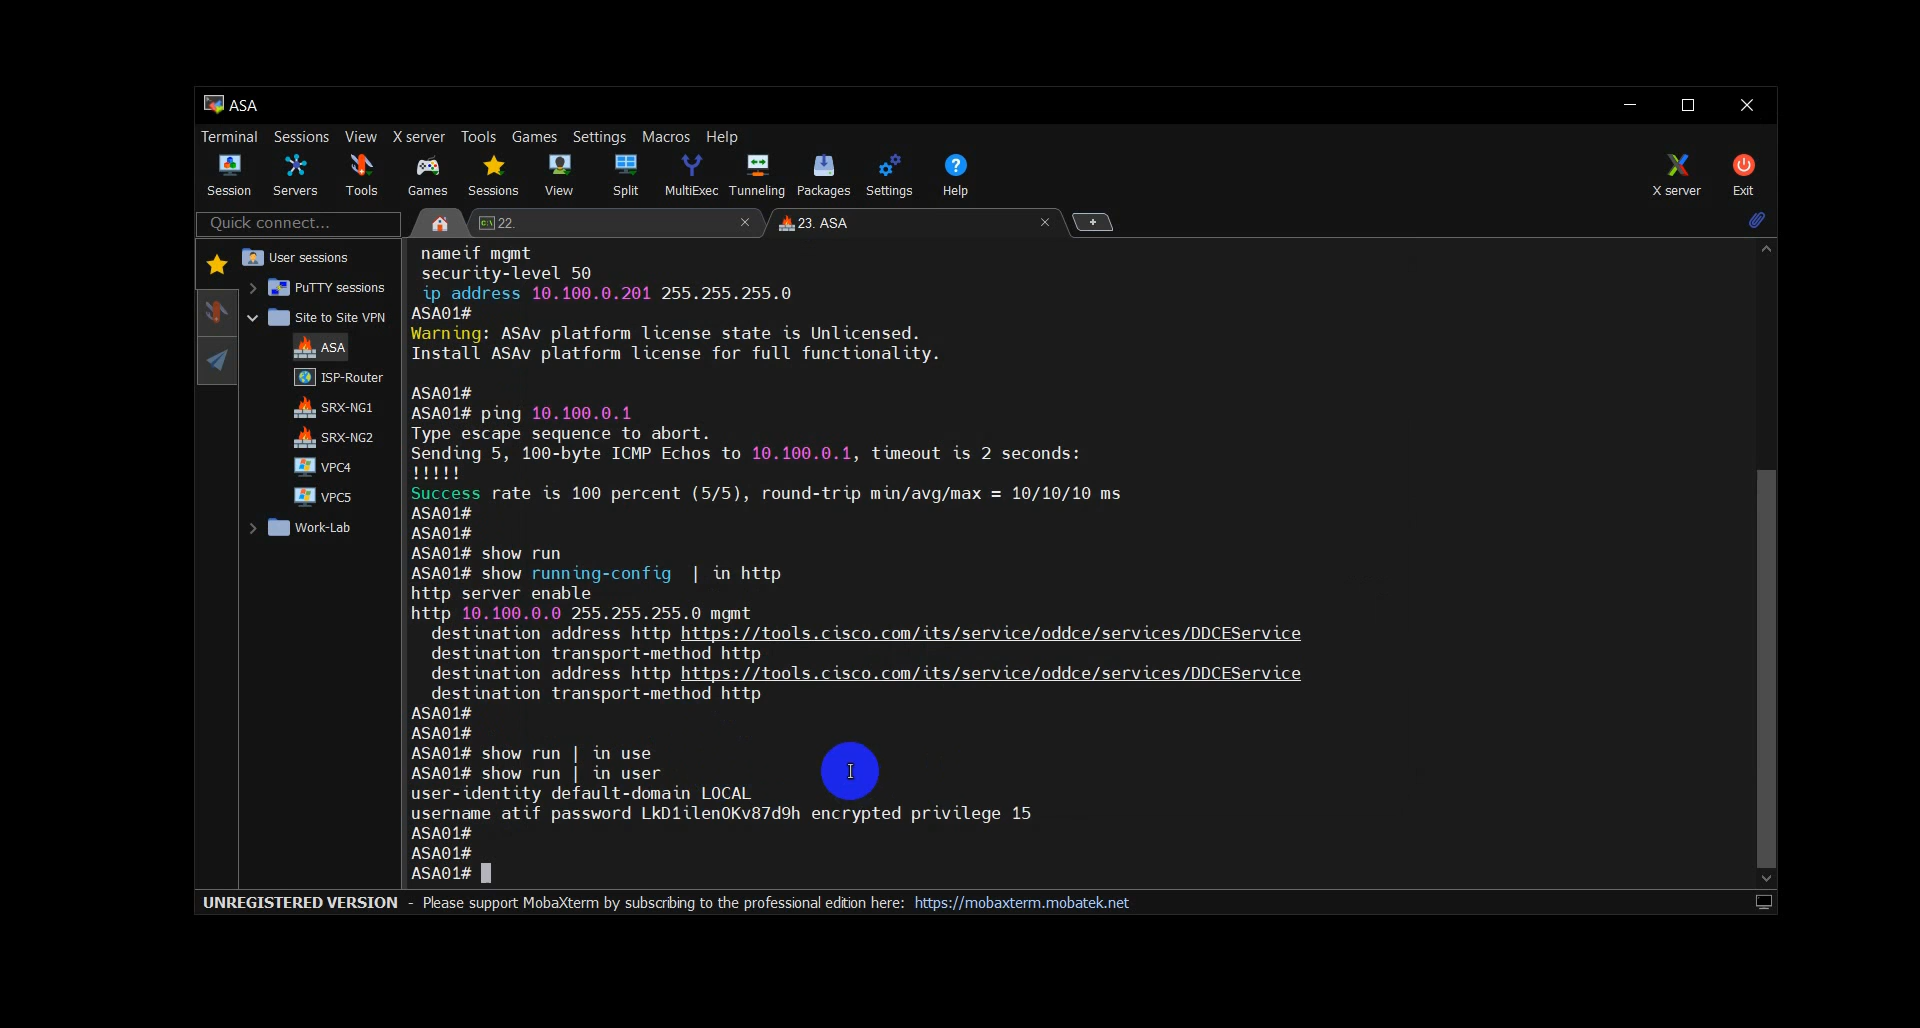 ASA
Terminal Sessions View X server Tools Games Settings Macros Help
Session Servers Tools Games Sessions View Split MultiExec Tunneling Packages Settings Help X server Exit
Quick connect...
22.
23. ASA
User sessions
PuTTY sessions
Site to Site VPN
ASA
ISP-Router
SRX-NG1
SRX-NG2
VPC4
VPC5
Work-Lab
nameif mgmt
security-level 50
ip address 10.100.0.201 255.255.255.0
ASA01#
Warning: ASAv platform license state is Unlicensed.
Install ASAv platform license for full functionality.
ASA01#
ASA01# ping 10.100.0.1
Type escape sequence to abort.
Sending 5, 100-byte ICMP Echos to 10.100.0.1, timeout is 2 seconds:
!!!!!
Success rate is 100 percent (5/5), round-trip min/avg/max = 10/10/10 ms
ASA01#
ASA01#
ASA01# show run
ASA01# show running-config | in http
http server enable
http 10.100.0.0 255.255.255.0 mgmt
destination address http https://tools.cisco.com/its/service/oddce/services/DDCEService
destination transport-method http
destination address http https://tools.cisco.com/its/service/oddce/services/DDCEService
destination transport-method http
ASA01#
ASA01#
ASA01# show run | in use
ASA01# show run | in user
user-identity default-domain LOCAL
username atif password LkD1ilenOKv87d9h encrypted privilege 15
ASA01#
ASA01#
ASA01#
UNREGISTERED VERSION - Please support MobaXterm by subscribing to the professional edition here: https://mobaxterm.mobatek.net